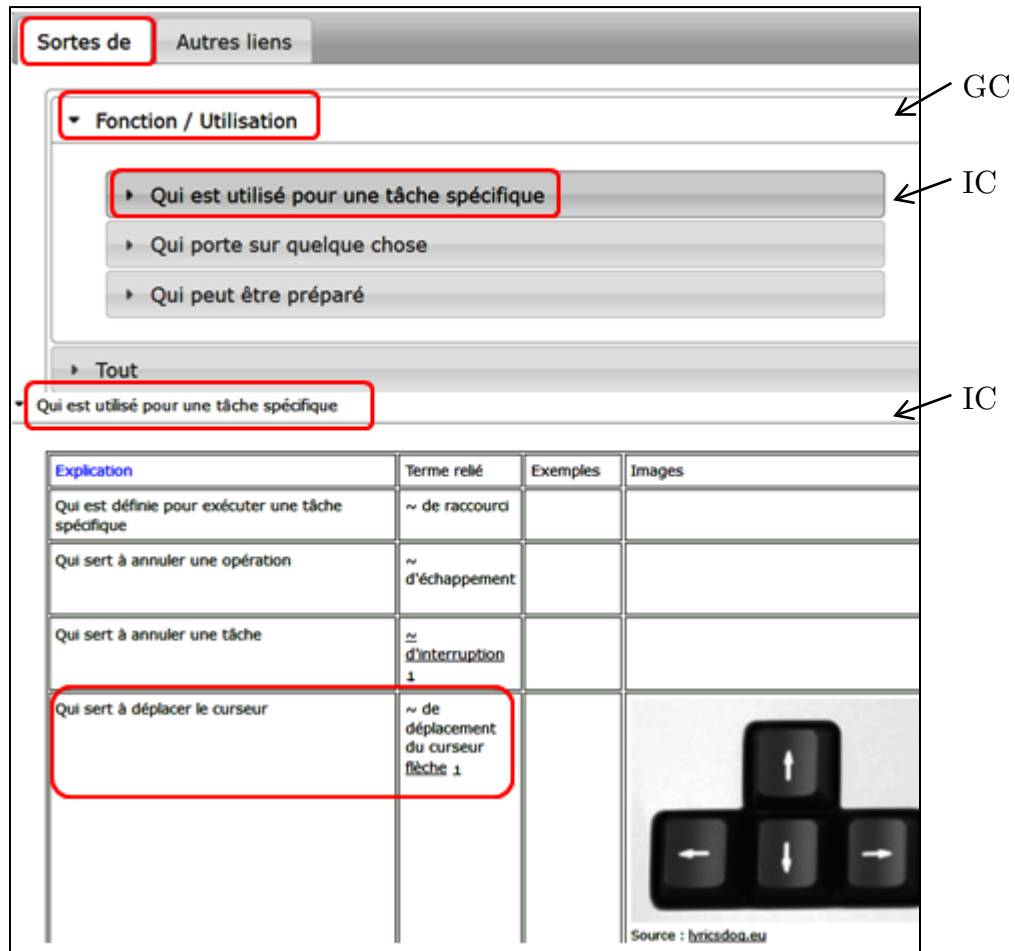 Sortes de Autres liens
GC
Fonction / Utilisation
IC
Qui est utilisé pour une tâche spécifique
Qui porte sur quelque chose
Qui peut être préparé
Tout
IC
Qui est utilisé pour une tâche spécifique
Explication Terme relié Exemples Images
Qui est définie pour exécuter une tâche
spécifique
~ de raccourci
Qui sert à annuler une opération
~
d'échappement
Qui sert à annuler une tâche
~
d'interruption
1
Qui sert à déplacer le curseur
~ de
déplacement
du curseur
flèche 1
Source : lyricsdog.eu